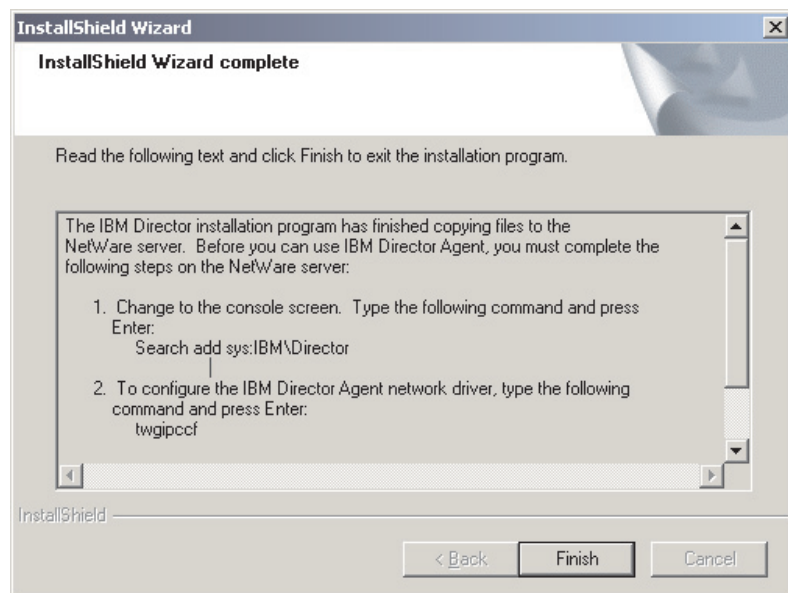 InstallShield Wizard
InstallShield Wizard complete
Read the following text and click Finish to exit the installation program.
The IBM Director installation program has finished copying files to the
NetWare server. Before you can use IBM Director Agent, you must complete the
following steps on the NetWare server:
1. Change to the console screen. Type the following command and press
Enter:
Search add sys:IBM\Director
2. To configure the IBM Director Agent network driver, type the following
command and press Enter:
twgipccf
InstallShield
< Back
Finish
Cancel